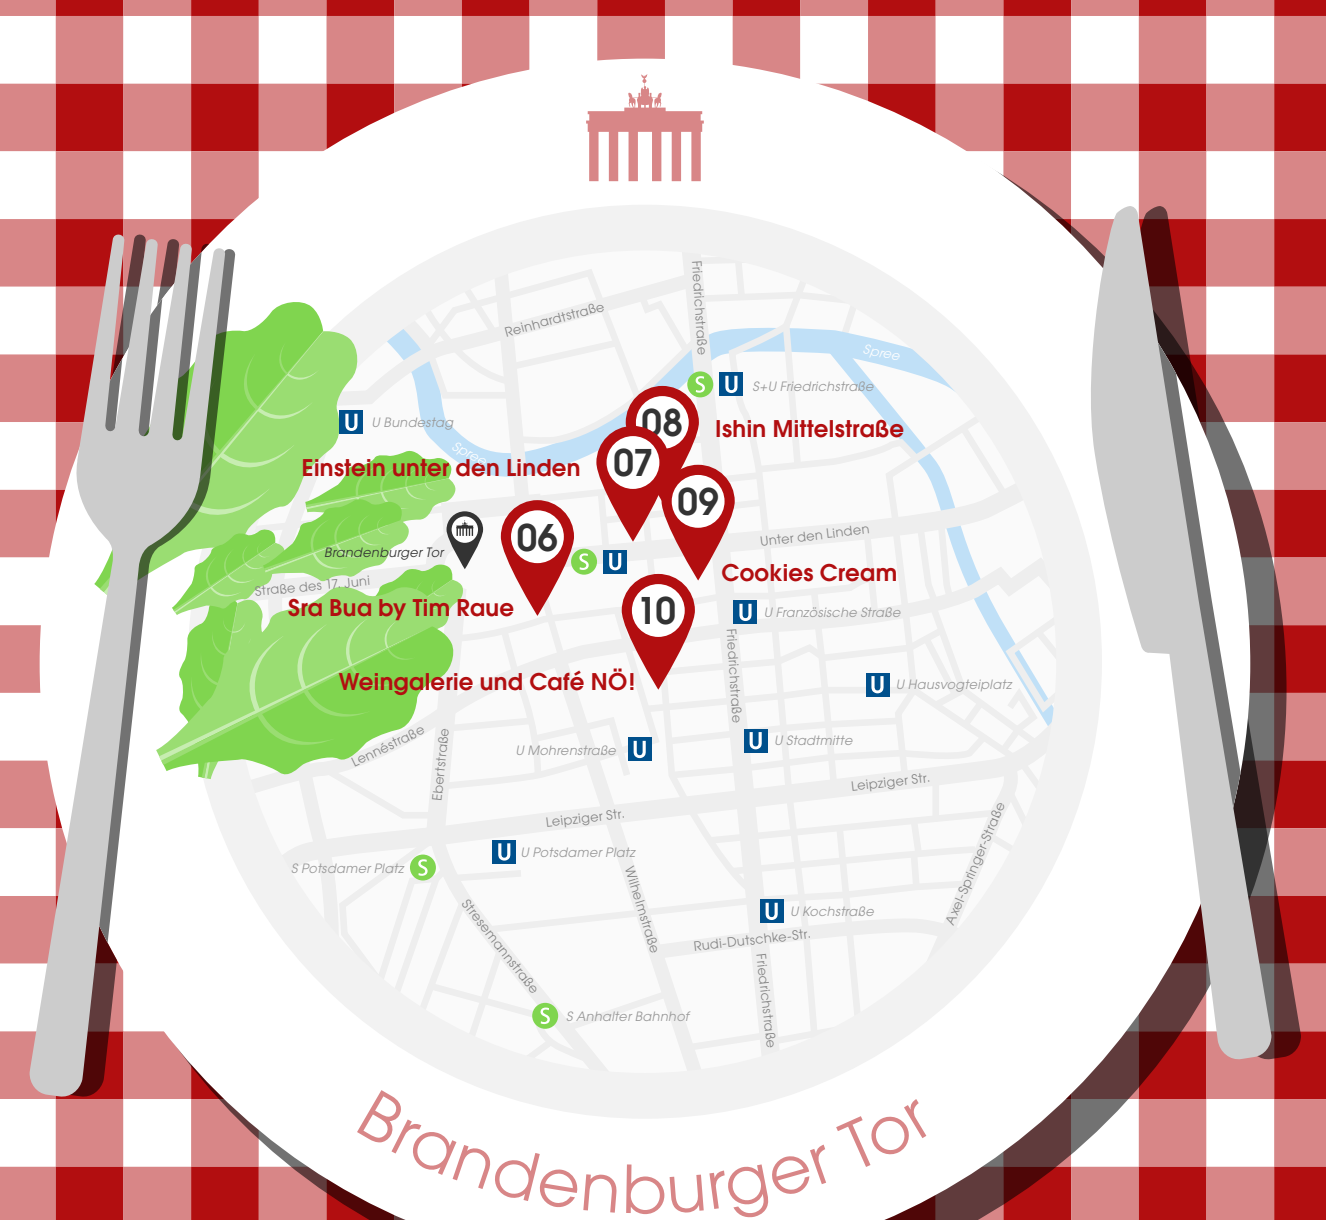 Friedrichstraße
Reinhardtstraße
Spree
S U S+U Friedrichstraße
U U Bundestag
08
Ishin Mittelstraße
Spree
Einstein unter den Linden
07
09
06
Brandenburger Tor
Unter den Linden
S U
Cookies Cream
Straße des 17. Juni
Sra Bua by Tim Raue
10
U U Französische Straße
Friedrichstraße
Weingalerie und Café NÖ!
U U Hausvogteiplatz
Lennéstraße
Ebertstraße
U Mohrenstraße U
U U Stadtmitte
Leipziger Str.
Leipziger Str.
U U Potsdamer Platz
S Potsdamer Platz S
Wilhelmstraße
Axel-Springer-Straße
Stresemannstraße
U U Kochstraße
Rudi-Dutschke-Str.
Friedrichstraße
S S Anhalter Bahnhof
Brandenburger Tor